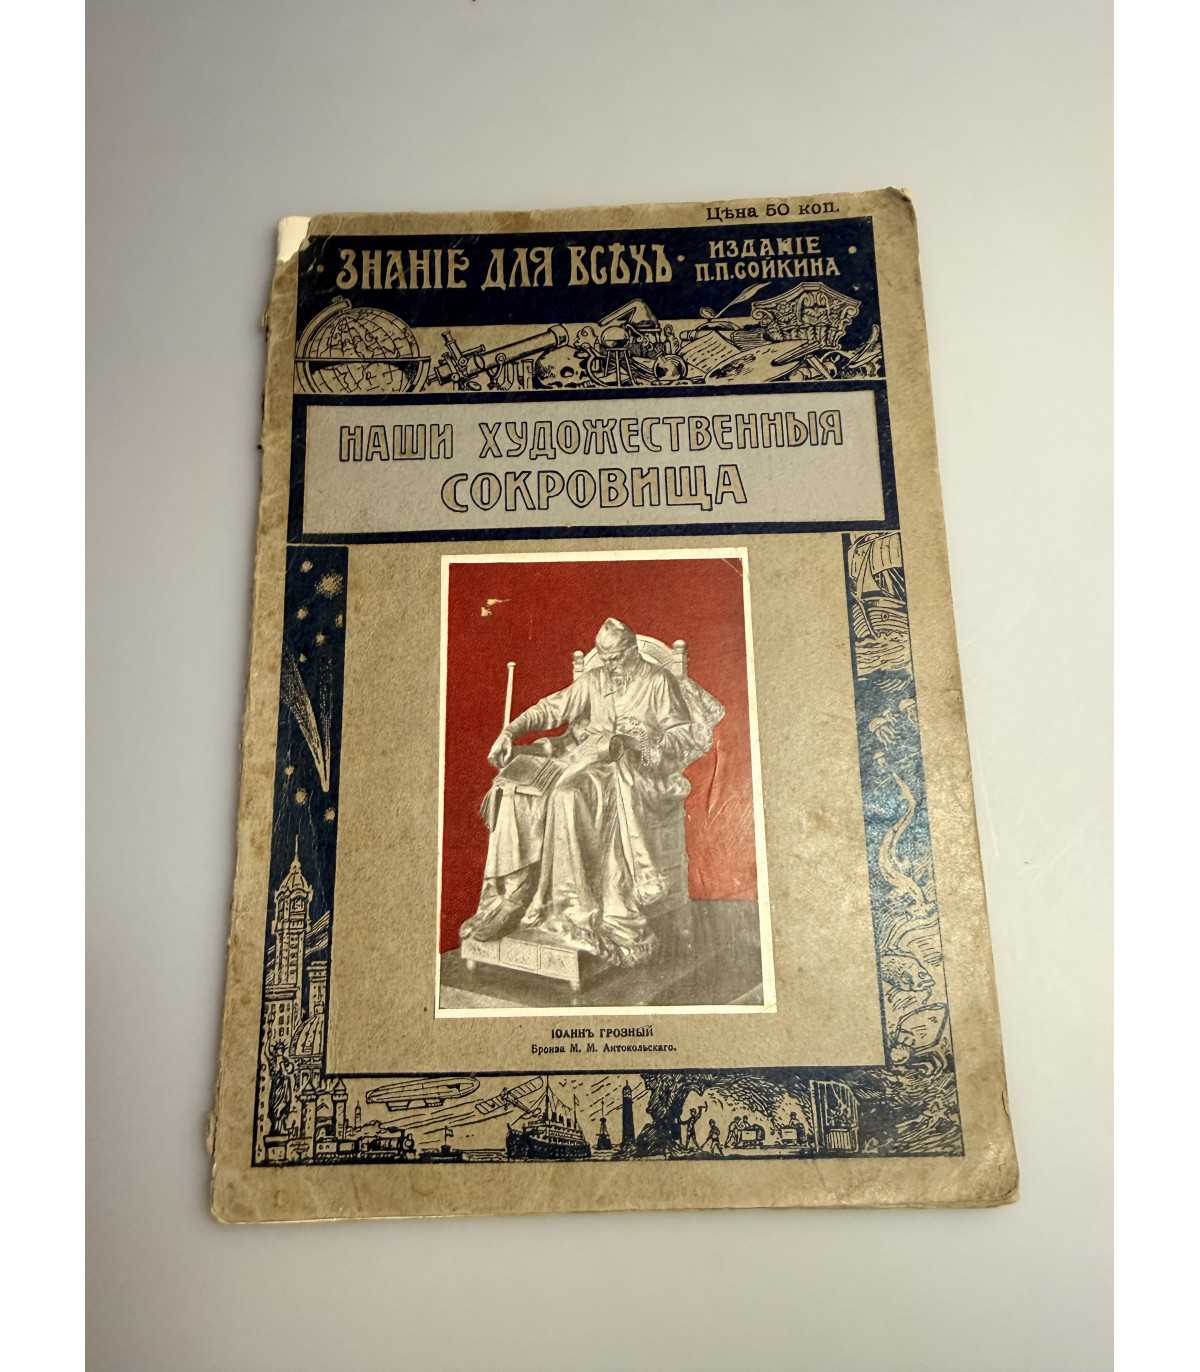 Цѣна 50 коп.
· ЗНАНІЕ ДЛЯ ВСѢХЪ · ИЗДАНІЕ ·
П.П.СОЙКИНА
НАШИ ХУДОЖЕСТВЕННЫЯ
СОКРОВИЩА
ІОАННЪ ГРОЗНЫЙ
Бронза М. М. Антокольскаго.